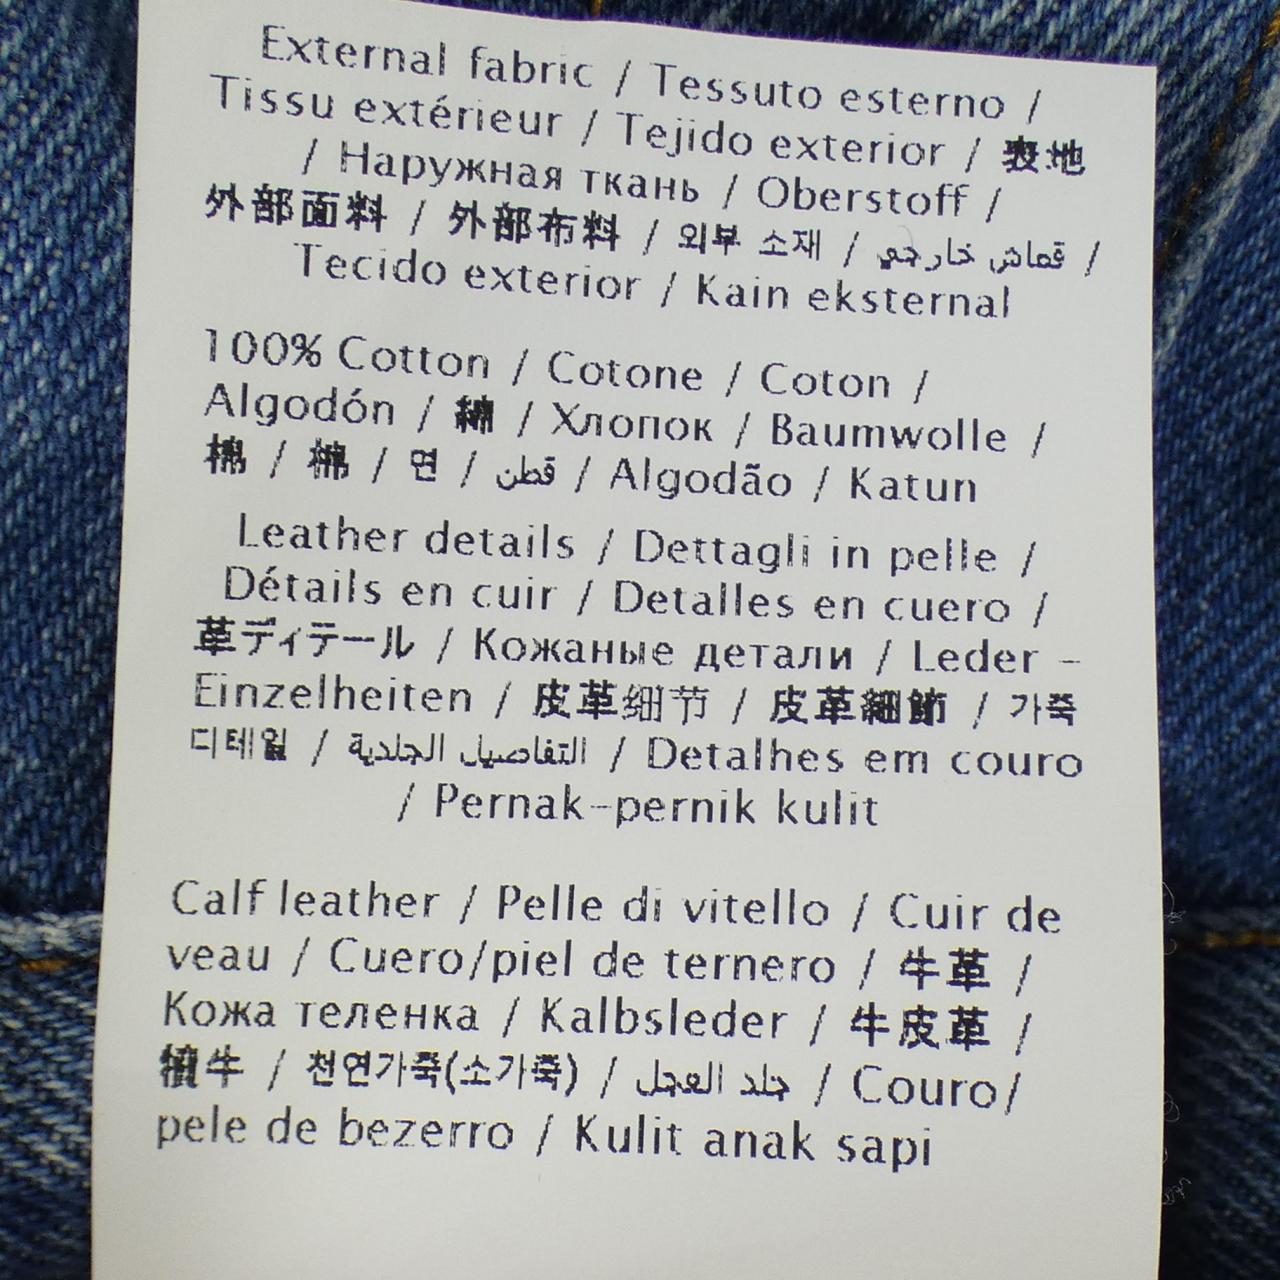 External fabric / Tessuto esterno /
Tissu extérieur / Tejido exterior / 表地
/ Наружная ткань / Oberstoff /
外部面料 / 外部布料 / 외부 소재 / قماش خارجي /
Tecido exterior / Kain eksternal
100% Cotton / Cotone / Coton /
Algodón / 綿 / Хлопок / Baumwolle /
棉 / 棉 / 면 / قطن / Algodão / Katun
Leather details / Dettagli in pelle /
Détails en cuir / Detalles en cuero /
革ディテール / Кожаные детали / Leder -
Einzelheiten / 皮革细节 / 皮革細節 / 가죽
디테일 / التفاصيل الجلدية / Detalhes em couro
/ Pernak-pernik kulit
Calf leather / Pelle di vitello / Cuir de
veau / Cuero/piel de ternero / 牛革 /
Кожа теленка / Kalbsleder / 牛皮革 /
犢牛 / 천연가죽(소가죽) / جلد العجل / Couro/
pele de bezerro / Kulit anak sapi